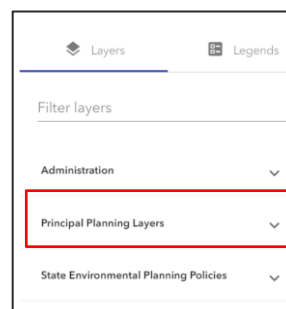 Layers Legends
Filter layers
Administration
Principal Planning Layers
State Environmental Planning Policies